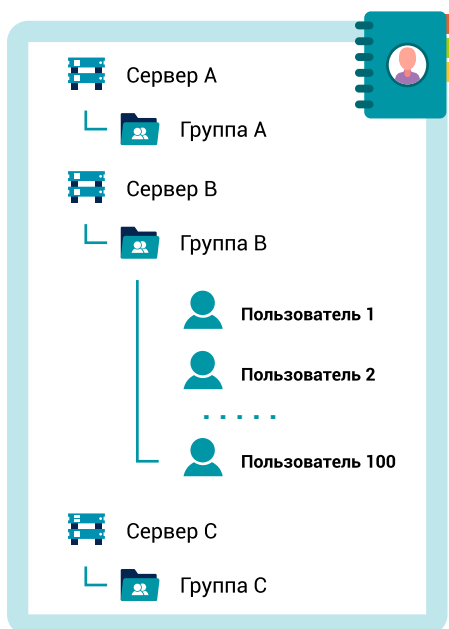 Сервер A
Группа A
Сервер B
Группа B
Пользователь 1
Пользователь 2
Пользователь 100
Сервер C
Группа C